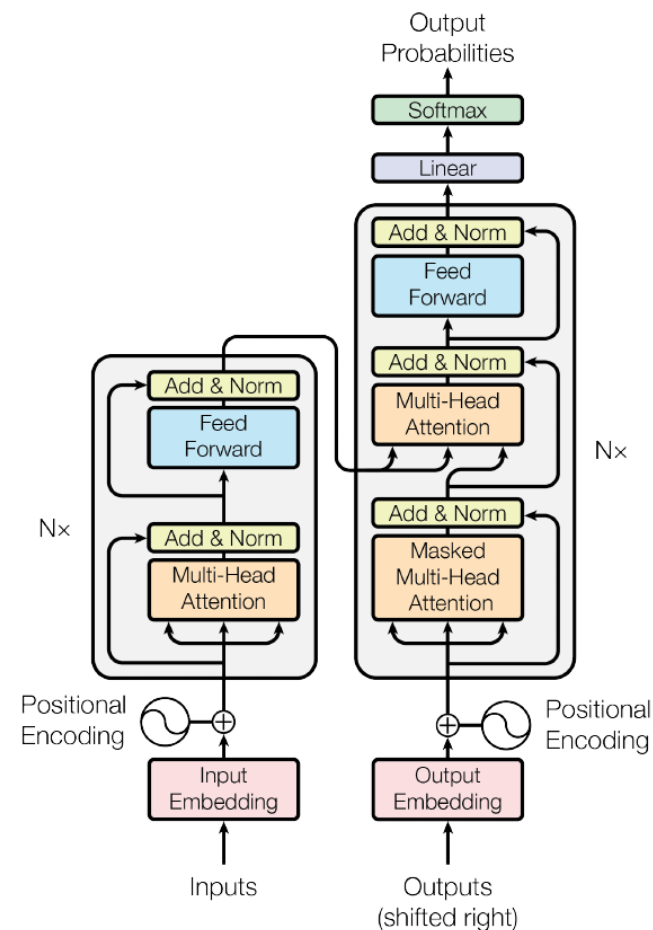 Output
Probabilities
Softmax
Linear
Add & Norm
Feed
Forward
Add & Norm
Multi-Head
Attention
Add & Norm
Masked
Multi-Head
Attention
Nx
Add & Norm
Feed
Forward
Add & Norm
Multi-Head
Attention
Nx
Positional
Encoding
Positional
Encoding
Input
Embedding
Output
Embedding
Inputs
Outputs
(shifted right)